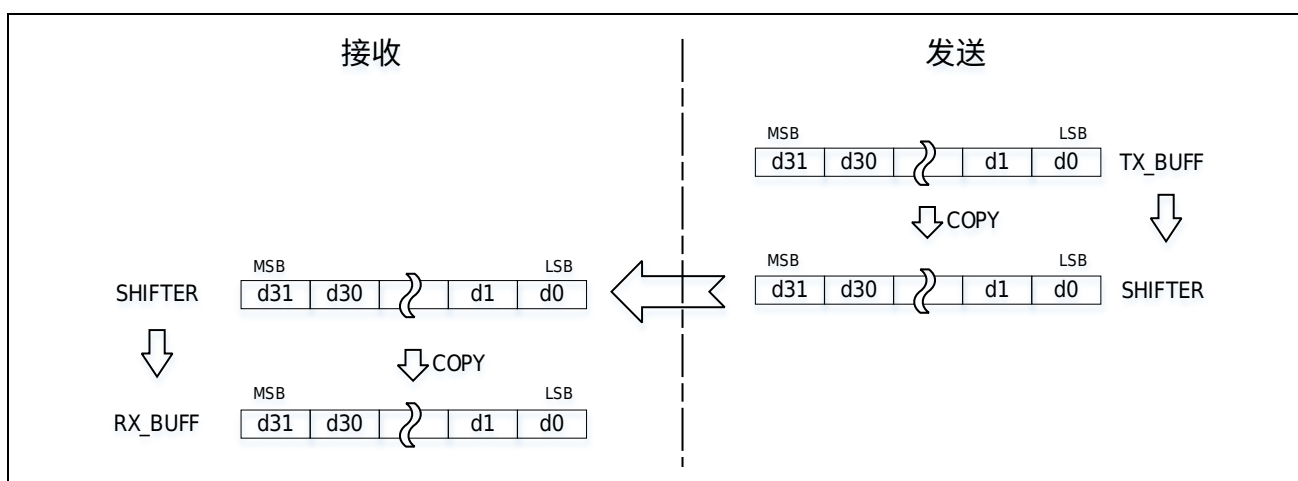 接收 发送
MSB LSB
d31 d30 d1 d0 TX_BUFF
COPY
MSB LSB
d31 d30 d1 d0 SHIFTER
MSB LSB
SHIFTER d31 d30 d1 d0
COPY
MSB LSB
RX_BUFF d31 d30 d1 d0